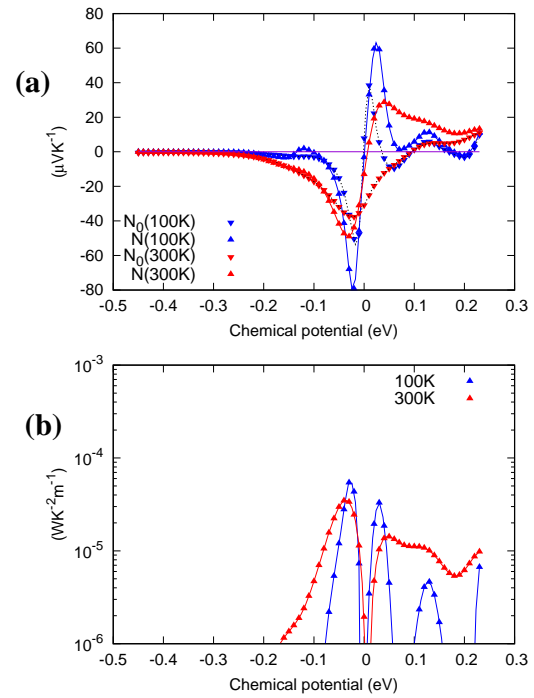 (a)
80
60
40
20
0
-20
-40
-60
-80
(μVK⁻¹)
N₀(100K)
N(100K)
N₀(300K)
N(300K)
-0.5 -0.4 -0.3 -0.2 -0.1 0 0.1 0.2 0.3
Chemical potential (eV)
(b)
10⁻³
10⁻⁴
10⁻⁵
10⁻⁶
(WK⁻²m⁻¹)
100K
300K
-0.5 -0.4 -0.3 -0.2 -0.1 0 0.1 0.2 0.3
Chemical potential (eV)